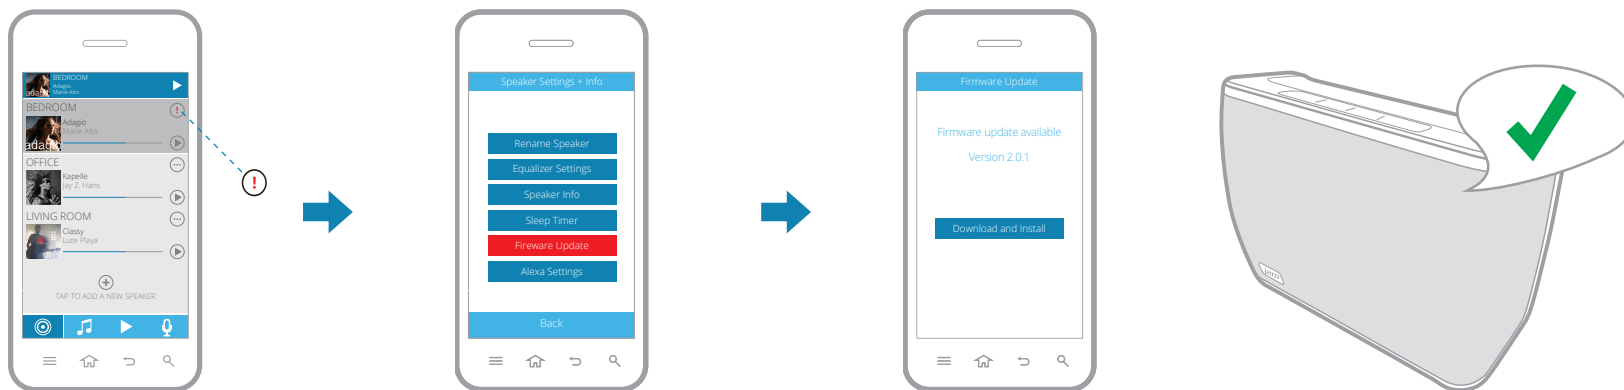 BEDROOM
Adagio
Marie Alto
adagio
BEDROOM
!
Adagio
Marie Alto
adagio
OFFICE
Kapelle
Jay Z. Hans
LIVING ROOM
Classy
Lute Playa
TAP TO ADD A NEW SPEAKER
!
Speaker Settings + Info
Rename Speaker
Equalizer Settings
Speaker Info
Sleep Timer
Fireware Update
Alexa Settings
Back
Firmware Update
Firmware update available
Version 2.0.1
Download and Install